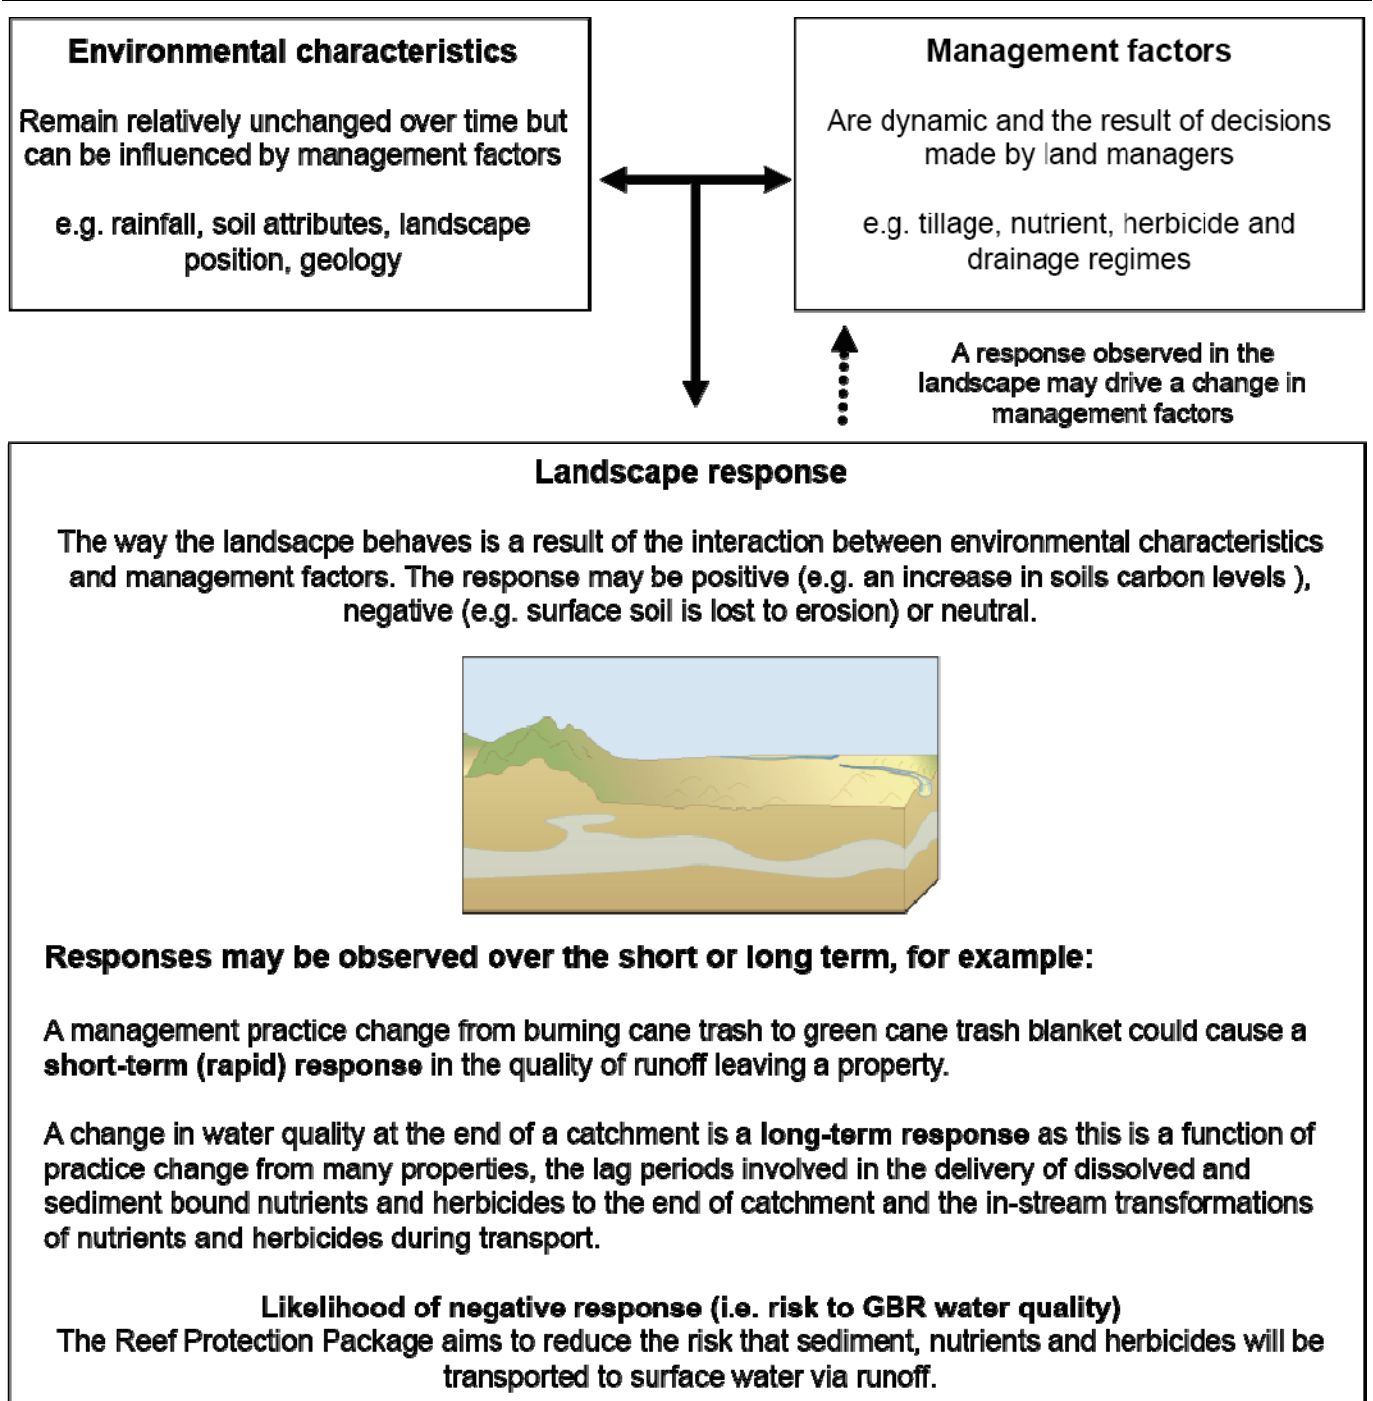 Environmental characteristics
Remain relatively unchanged over time but
can be influenced by management factors
e.g. rainfall, soil attributes, landscape
position, geology
Management factors
Are dynamic and the result of decisions
made by land managers
e.g. tillage, nutrient, herbicide and
drainage regimes
A response observed in the
landscape may drive a change in
management factors
Landscape response
The way the landsacpe behaves is a result of the interaction between environmental characteristics
and management factors. The response may be positive (e.g. an increase in soils carbon levels ),
negative (e.g. surface soil is lost to erosion) or neutral.
Responses may be observed over the short or long term, for example:
A management practice change from burning cane trash to green cane trash blanket could cause a
short-term (rapid) response in the quality of runoff leaving a property.
A change in water quality at the end of a catchment is a long-term response as this is a function of
practice change from many properties, the lag periods involved in the delivery of dissolved and
sediment bound nutrients and herbicides to the end of catchment and the in-stream transformations
of nutrients and herbicides during transport.
Likelihood of negative response (i.e. risk to GBR water quality)
The Reef Protection Package aims to reduce the risk that sediment, nutrients and herbicides will be
transported to surface water via runoff.